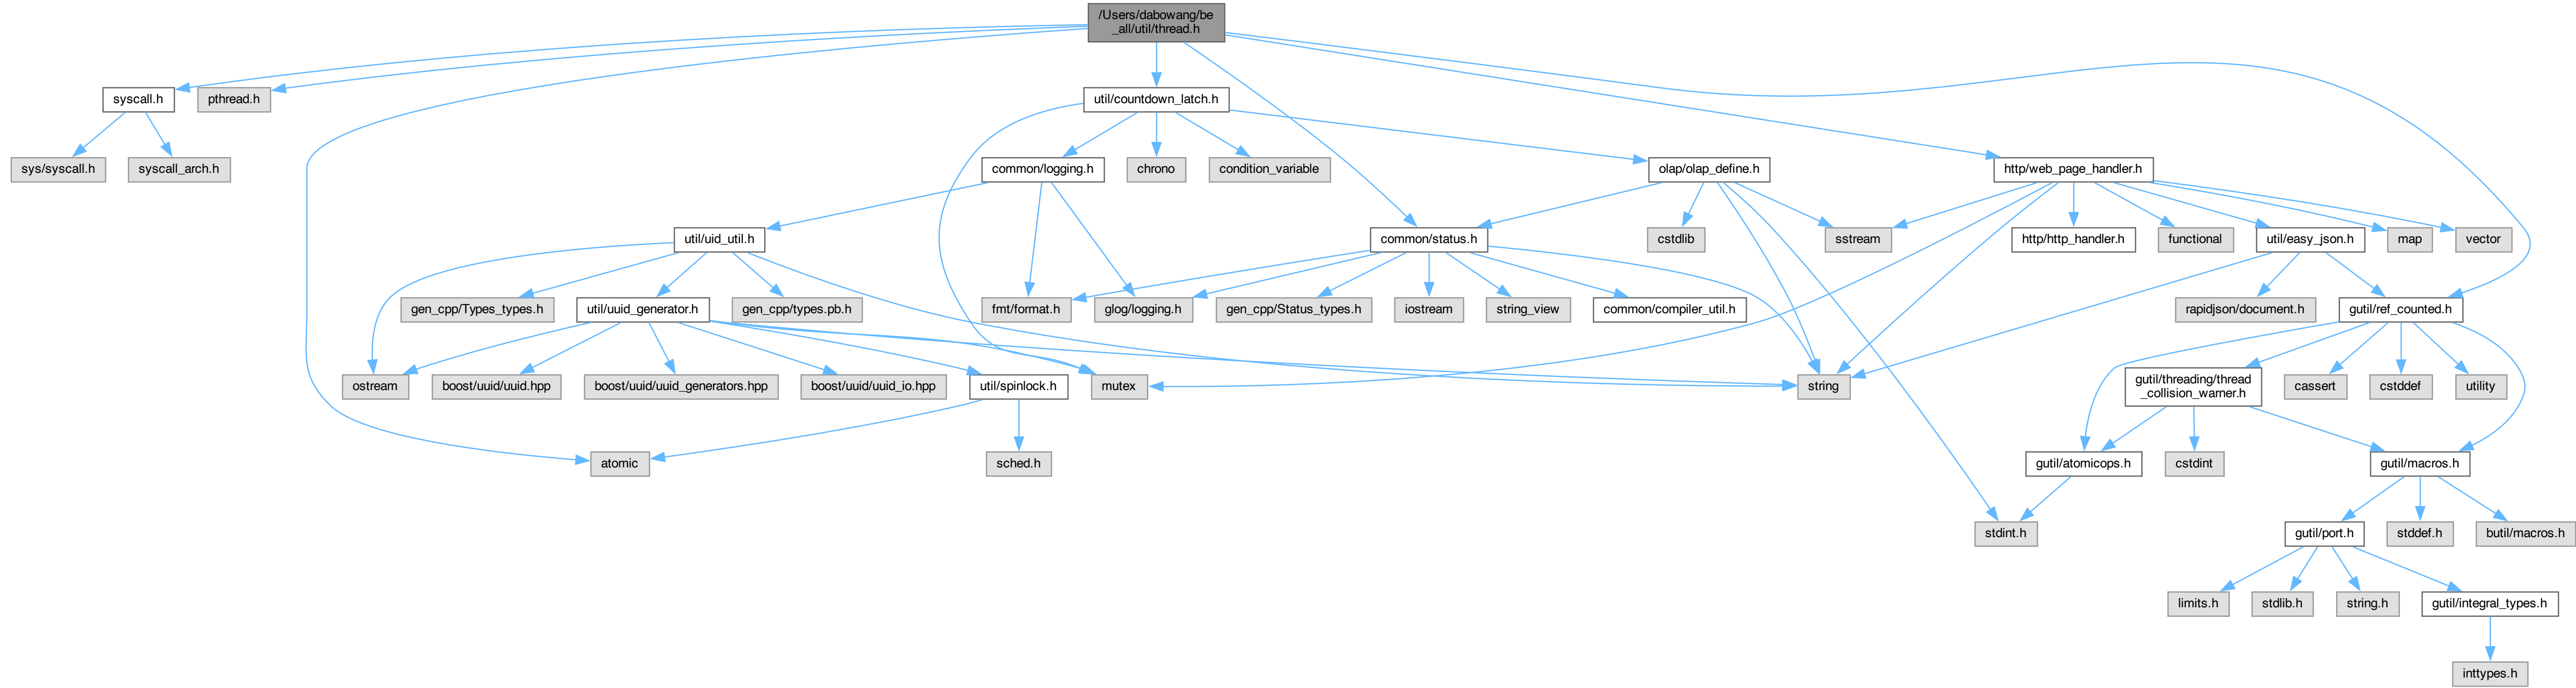 /Users/dabowang/be
_all/util/thread.h
syscall.h
pthread.h
util/countdown_latch.h
sys/syscall.h
syscall_arch.h
common/logging.h
chrono
condition_variable
olap/olap_define.h
http/web_page_handler.h
util/uid_util.h
common/status.h
cstdlib
sstream
http/http_handler.h
functional
util/easy_json.h
map
vector
gen_cpp/Types_types.h
util/uuid_generator.h
gen_cpp/types.pb.h
fmt/format.h
glog/logging.h
gen_cpp/Status_types.h
iostream
string_view
common/compiler_util.h
rapidjson/document.h
gutil/ref_counted.h
ostream
boost/uuid/uuid.hpp
boost/uuid/uuid_generators.hpp
boost/uuid/uuid_io.hpp
util/spinlock.h
mutex
string
gutil/threading/thread
_collision_warner.h
cassert
cstddef
utility
atomic
sched.h
gutil/atomicops.h
cstdint
gutil/macros.h
stdint.h
gutil/port.h
stddef.h
butil/macros.h
limits.h
stdlib.h
string.h
gutil/integral_types.h
inttypes.h